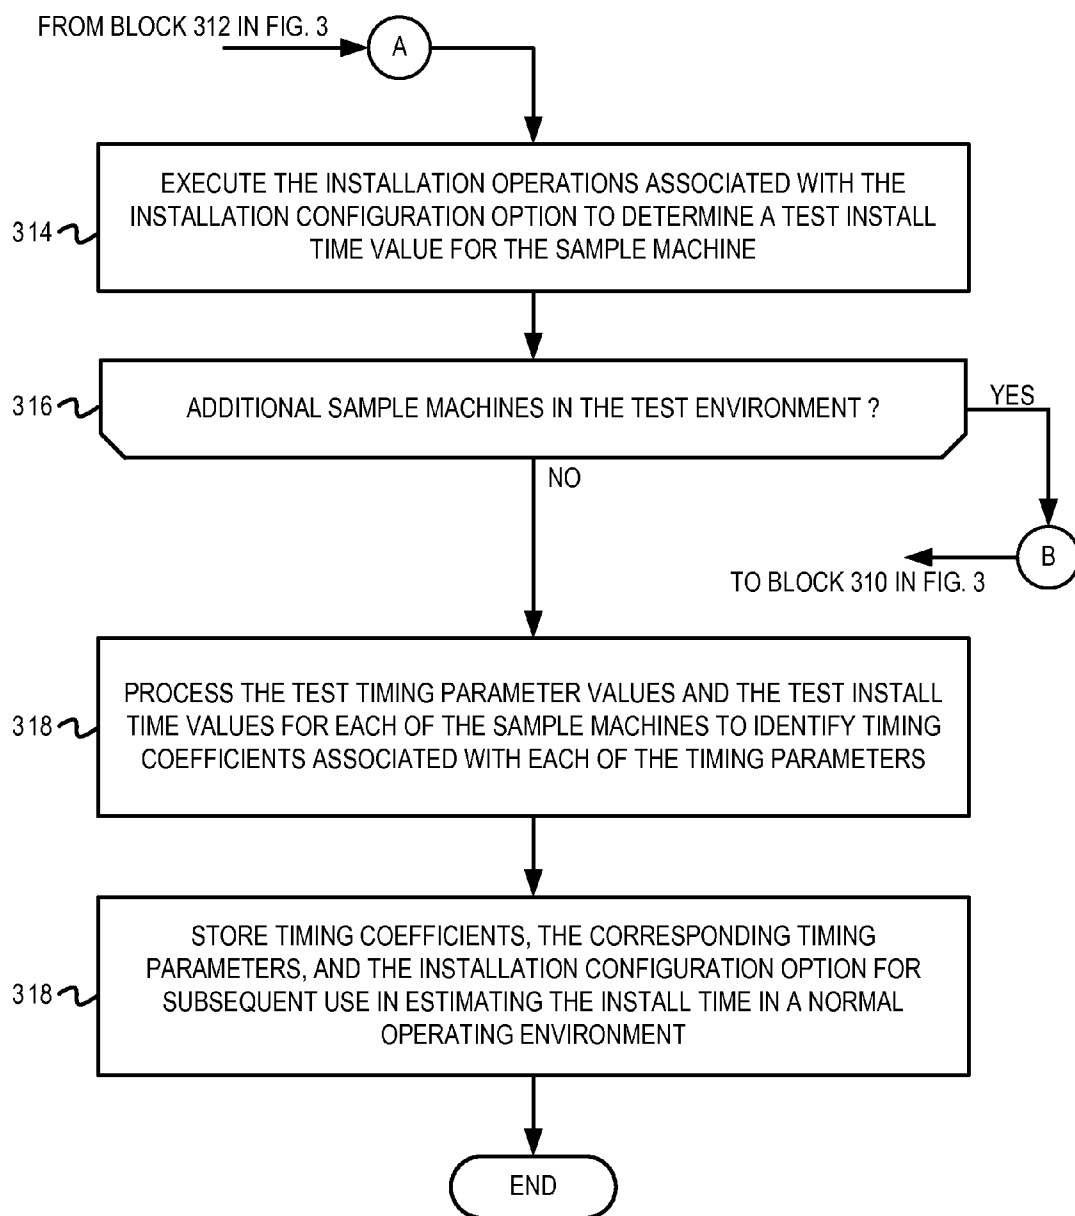 FROM BLOCK 312 IN FIG. 3
A
314
EXECUTE THE INSTALLATION OPERATIONS ASSOCIATED WITH THE
INSTALLATION CONFIGURATION OPTION TO DETERMINE A TEST INSTALL
TIME VALUE FOR THE SAMPLE MACHINE
316
ADDITIONAL SAMPLE MACHINES IN THE TEST ENVIRONMENT ?
YES
NO
B
TO BLOCK 310 IN FIG. 3
318
PROCESS THE TEST TIMING PARAMETER VALUES AND THE TEST INSTALL
TIME VALUES FOR EACH OF THE SAMPLE MACHINES TO IDENTIFY TIMING
COEFFICIENTS ASSOCIATED WITH EACH OF THE TIMING PARAMETERS
318
STORE TIMING COEFFICIENTS, THE CORRESPONDING TIMING
PARAMETERS, AND THE INSTALLATION CONFIGURATION OPTION FOR
SUBSEQUENT USE IN ESTIMATING THE INSTALL TIME IN A NORMAL
OPERATING ENVIRONMENT
END